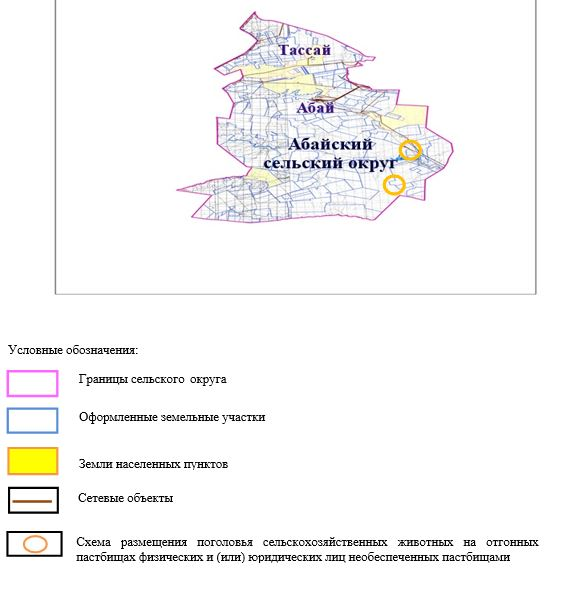 Тассай
Абай
Абайский
сельский округ
Условные обозначения:
Границы сельского округа
Оформленные земельные участки
Земли населенных пунктов
Сетевые объекты
Схема размещения поголовья сельскохозяйственных животных на отгонных
пастбищах физических и (или) юридических лиц необеспеченных пастбищами